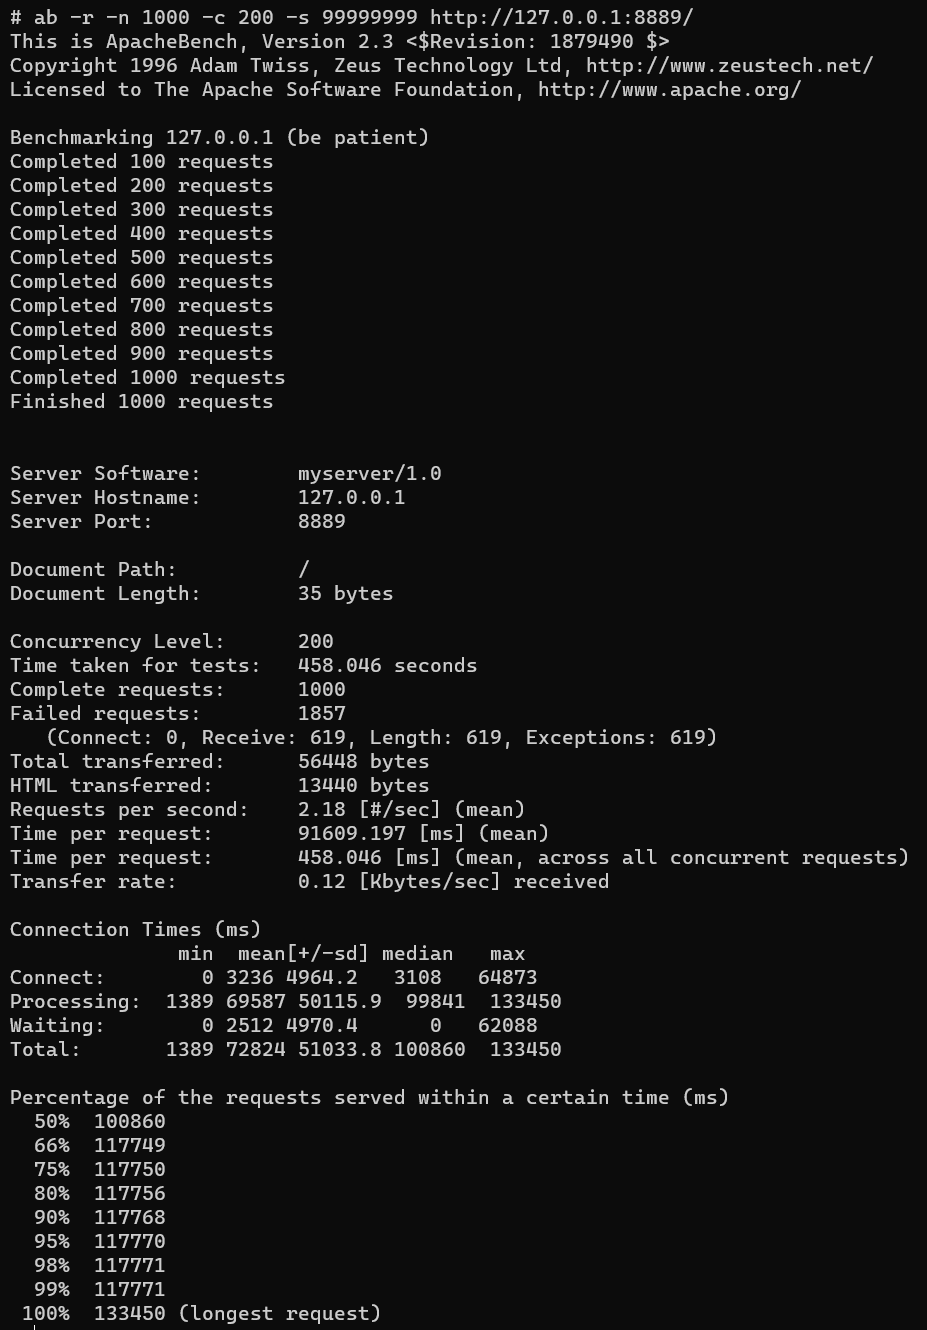 # ab -r -n 1000 -c 200 -s 99999999 http://127.0.0.1:8889/
This is ApacheBench, Version 2.3 <$Revision: 1879490 $>
Copyright 1996 Adam Twiss, Zeus Technology Ltd, http://www.zeustech.net/
Licensed to The Apache Software Foundation, http://www.apache.org/

Benchmarking 127.0.0.1 (be patient)
Completed 100 requests
Completed 200 requests
Completed 300 requests
Completed 400 requests
Completed 500 requests
Completed 600 requests
Completed 700 requests
Completed 800 requests
Completed 900 requests
Completed 1000 requests
Finished 1000 requests


Server Software:        myserver/1.0
Server Hostname:        127.0.0.1
Server Port:            8889

Document Path:          /
Document Length:        35 bytes

Concurrency Level:      200
Time taken for tests:   458.046 seconds
Complete requests:      1000
Failed requests:        1857
   (Connect: 0, Receive: 619, Length: 619, Exceptions: 619)
Total transferred:      56448 bytes
HTML transferred:       13440 bytes
Requests per second:    2.18 [#/sec] (mean)
Time per request:       91609.197 [ms] (mean)
Time per request:       458.046 [ms] (mean, across all concurrent requests)
Transfer rate:          0.12 [Kbytes/sec] received

Connection Times (ms)
              min  mean[+/-sd] median   max
Connect:        0 3236 4964.2   3108   64873
Processing:  1389 69587 50115.9  99841  133450
Waiting:        0 2512 4970.4      0   62088
Total:       1389 72824 51033.8 100860  133450

Percentage of the requests served within a certain time (ms)
  50%  100860
  66%  117749
  75%  117750
  80%  117756
  90%  117768
  95%  117770
  98%  117771
  99%  117771
 100%  133450 (longest request)